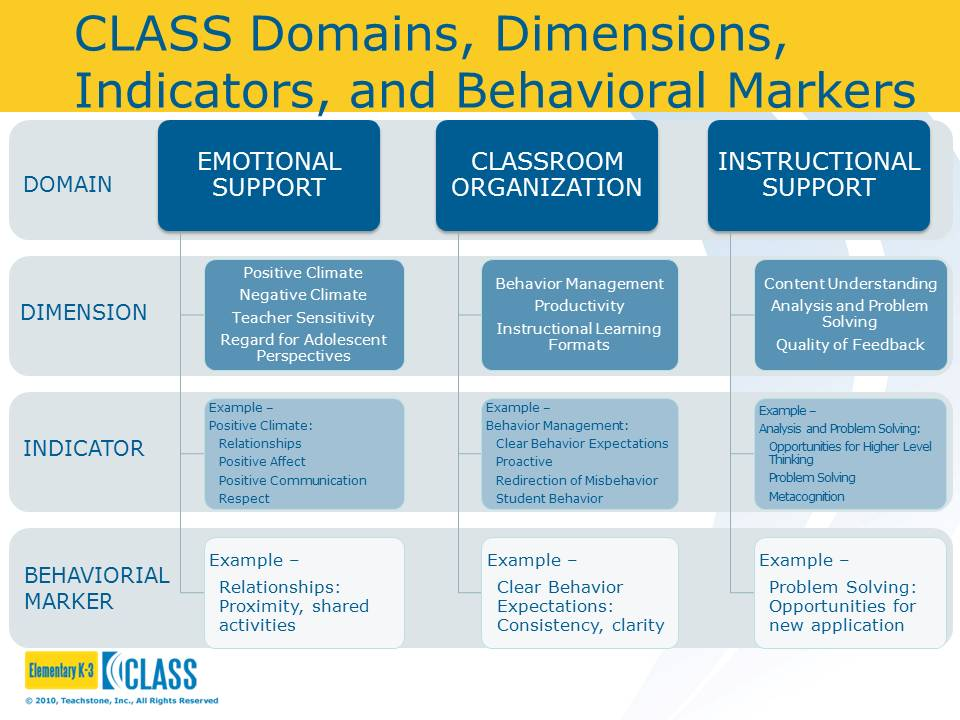 CLASS Domains, Dimensions,
Indicators, and Behavioral Markers
DOMAIN
EMOTIONAL
SUPPORT
CLASSROOM
ORGANIZATION
INSTRUCTIONAL
SUPPORT
DIMENSION
Positive Climate
Negative Climate
Teacher Sensitivity
Regard for Adolescent
Perspectives
Behavior Management
Productivity
Instructional Learning
Formats
Content Understanding
Analysis and Problem
Solving
Quality of Feedback
INDICATOR
Example –
Positive Climate:
Relationships
Positive Affect
Positive Communication
Respect
Example –
Behavior Management:
Clear Behavior Expectations
Proactive
Redirection of Misbehavior
Student Behavior
Example –
Analysis and Problem Solving:
Opportunities for Higher Level
Thinking
Problem Solving
Metacognition
BEHAVIORIAL
MARKER
Example –
Relationships:
Proximity, shared
activities
Example –
Clear Behavior
Expectations:
Consistency, clarity
Example –
Problem Solving:
Opportunities for
new application
Elementary K-3
CLASS
© 2010, Teachstone, Inc., All Rights Reserved